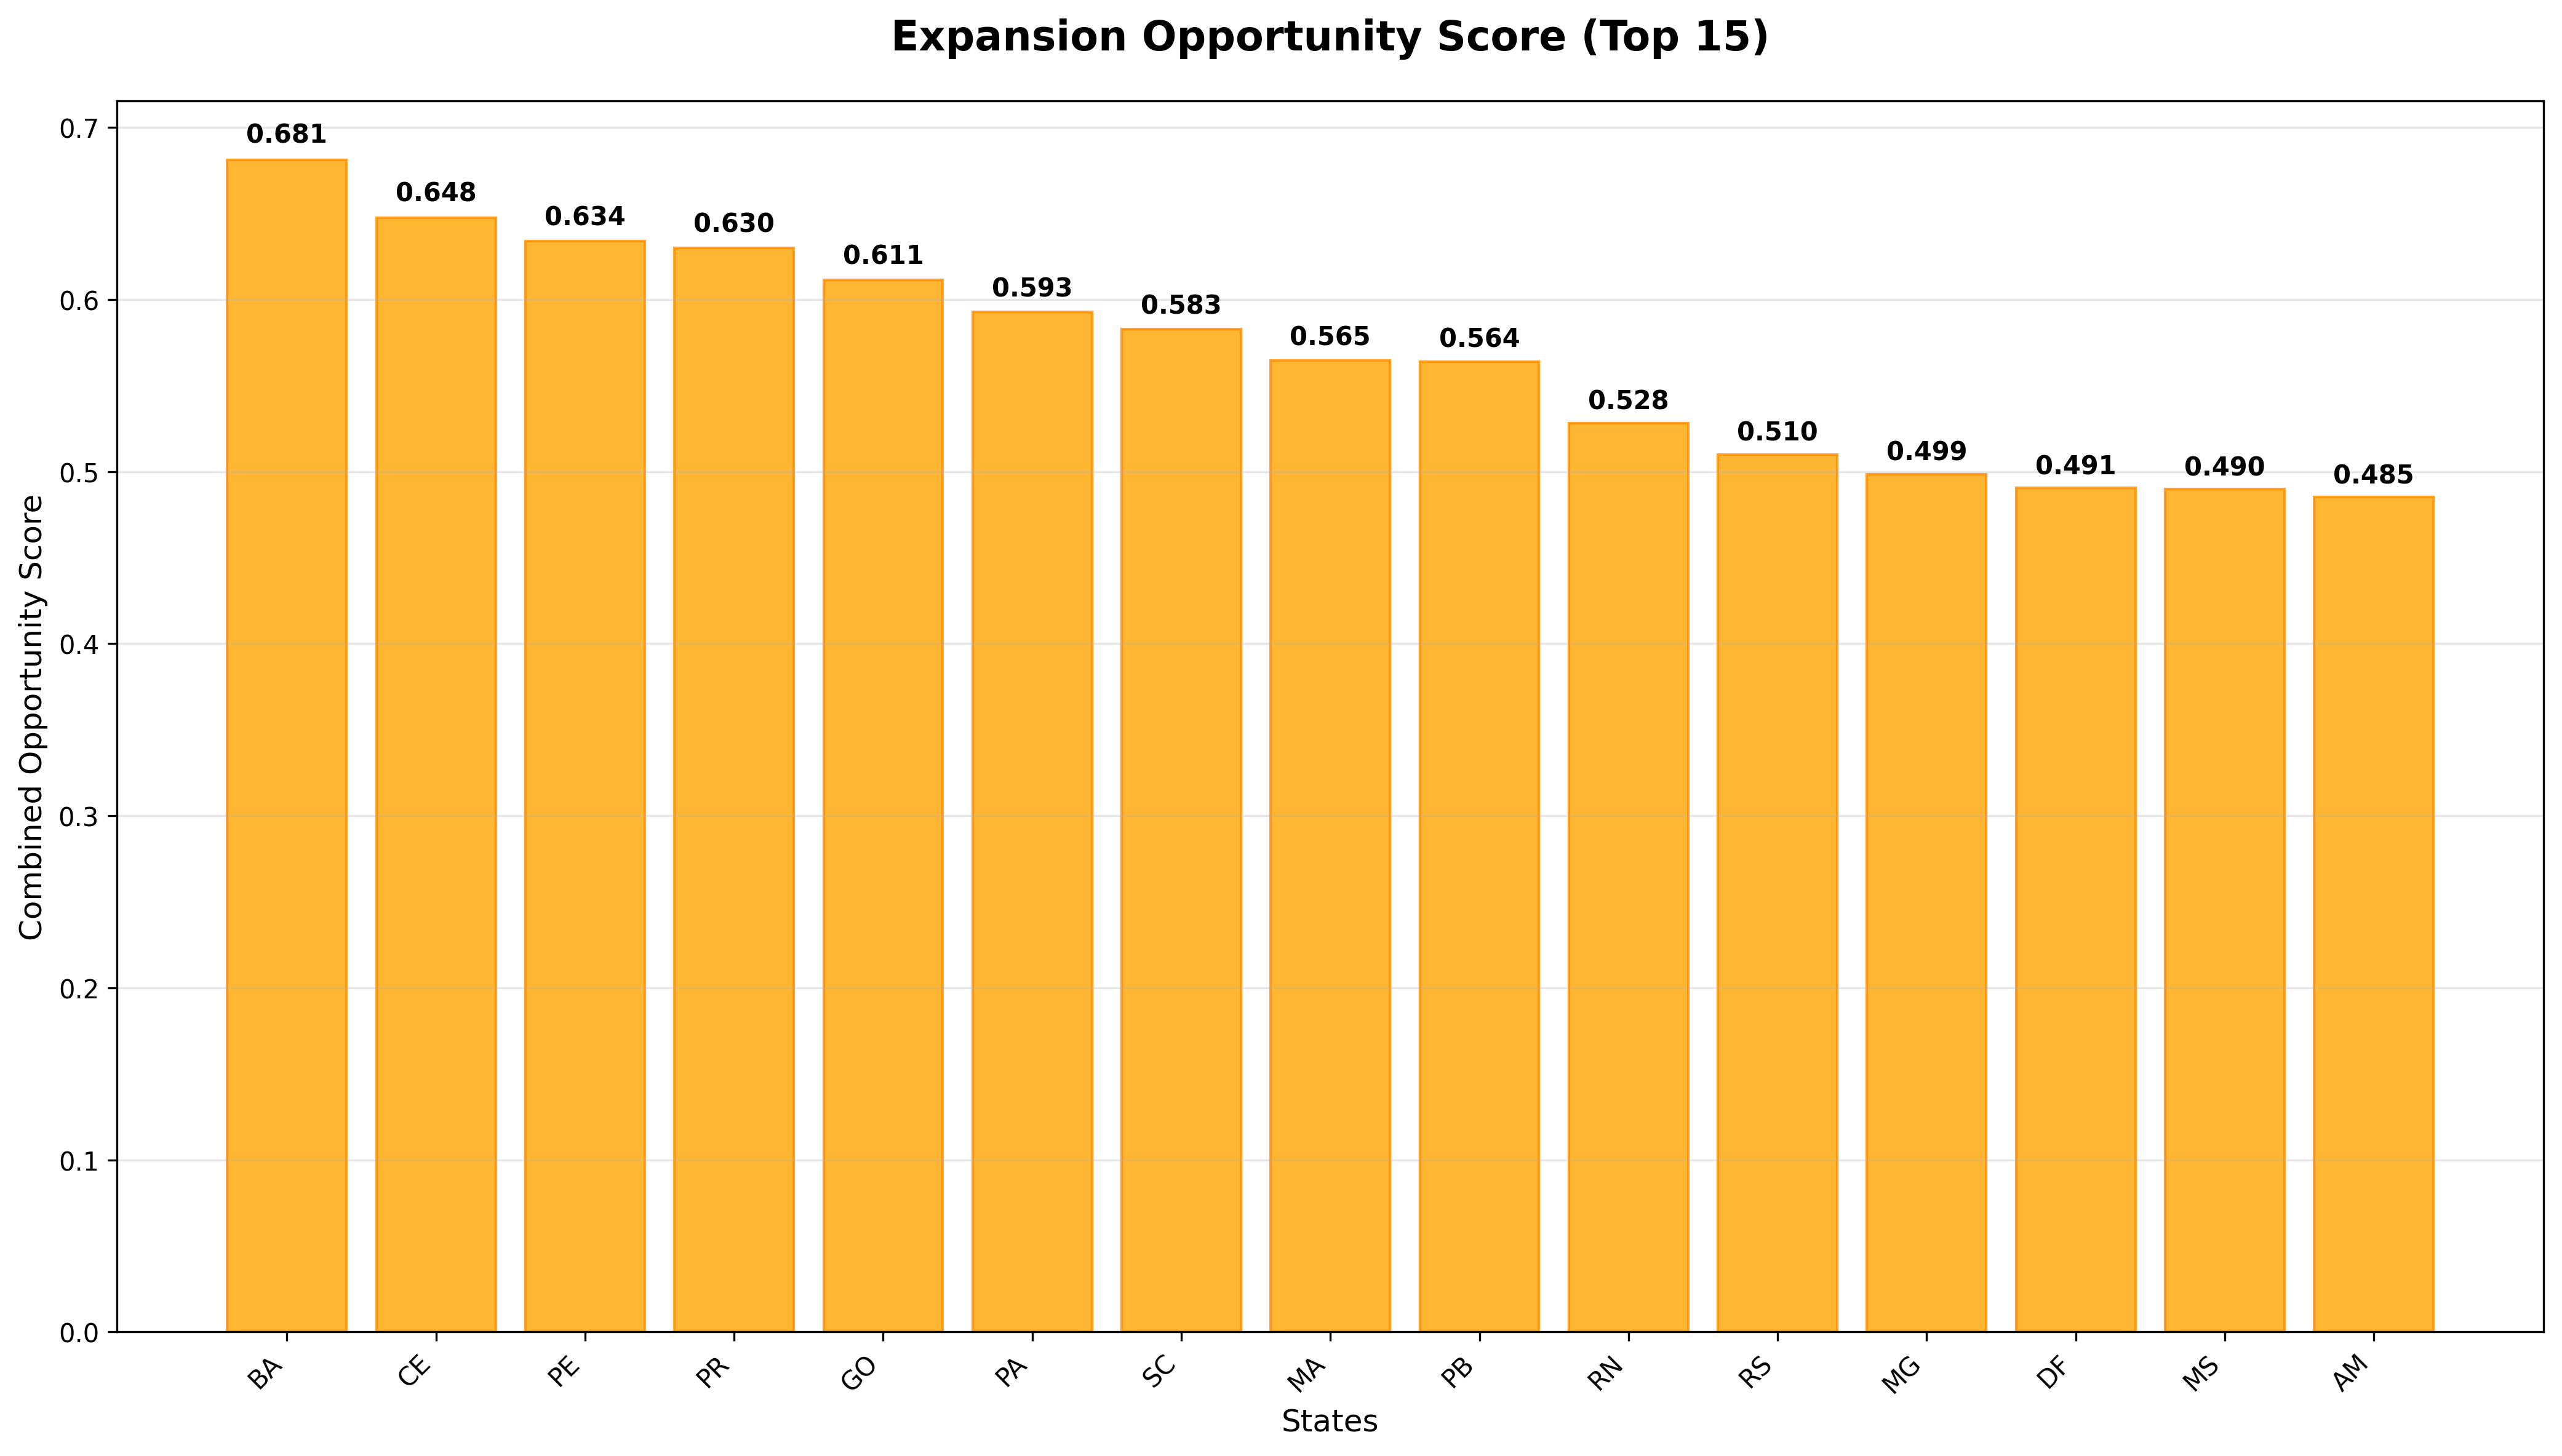 Expansion Opportunity Score (Top 15)
Combined Opportunity Score
0.7
0.6
0.5
0.4
0.3
0.2
0.1
0.0
0.681
0.648
0.634
0.630
0.611
0.593
0.583
0.565
0.564
0.528
0.510
0.499
0.491
0.490
0.485
BA
CE
PE
PR
GO
PA
SC
MA
PB
RN
RS
MG
DF
MS
AM
States